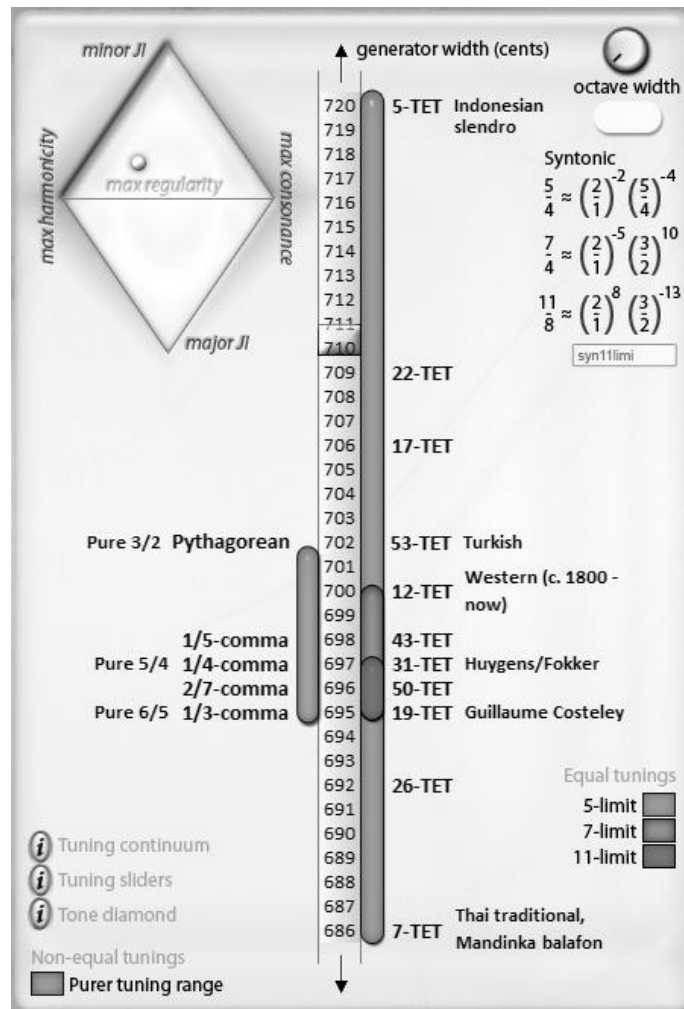 minor JI
max harmonicity
max regularity
max consonance
major JI
generator width (cents)
octave width
720 5-TET Indonesian
slendro
719
718
717
716
715
714
713
712
711
710
709 22-TET
708
707
706 17-TET
705
704
703
Pure 3/2 Pythagorean 702 53-TET Turkish
701
700 12-TET Western (c. 1800 -
now)
699
1/5-comma 698 43-TET
Pure 5/4 1/4-comma 697 31-TET Huygens/Fokker
2/7-comma 696 50-TET
Pure 6/5 1/3-comma 695 19-TET Guillaume Costeley
694
693
692 26-TET
691
690
689
688
687
686 7-TET Thai traditional,
Mandinka balafon
Syntonic
5/4 ≈ (2/1)^-2 (5/4)^-4
7/4 ≈ (2/1)^-5 (3/2)^10
11/8 ≈ (2/1)^8 (3/2)^-13
syn11limi
Equal tunings
5-limit
7-limit
11-limit
i Tuning continuum
i Tuning sliders
i Tone diamond
Non-equal tunings
Purer tuning range